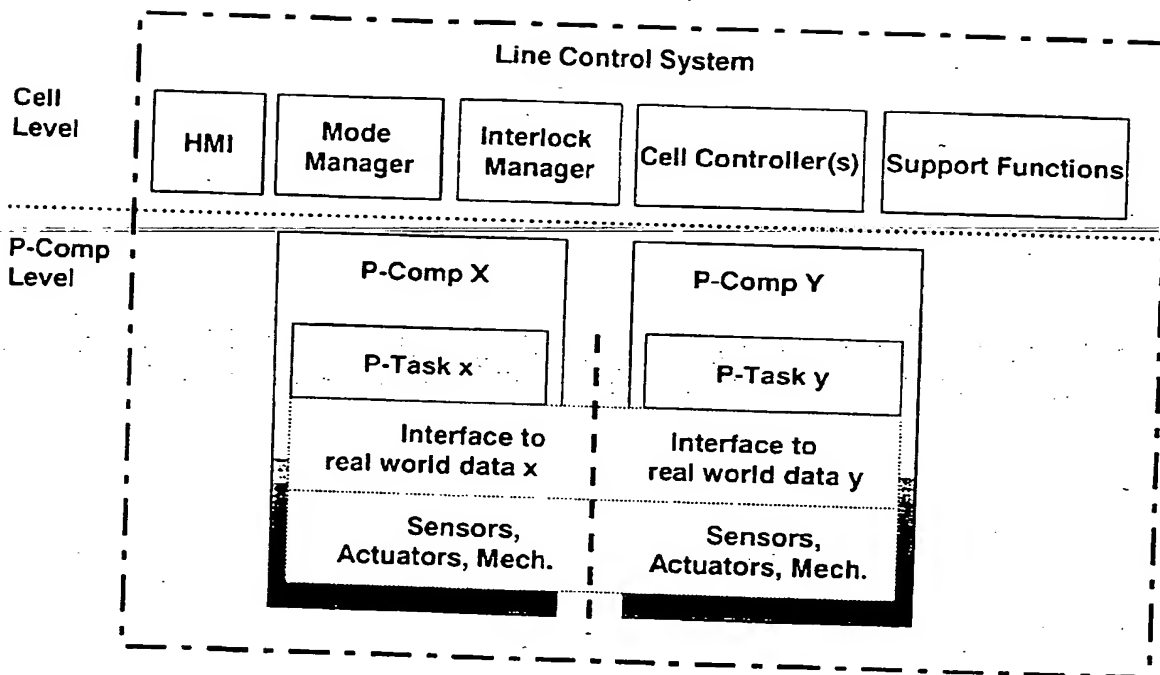 Line Control System
Cell
Level
HMI
Mode
Manager
Interlock
Manager
Cell Controller(s)
Support Functions
P-Comp
Level
P-Comp X
P-Comp Y
P-Task x
P-Task y
Interface to
real world data x
Interface to
real world data y
Sensors,
Actuators, Mech.
Sensors,
Actuators, Mech.